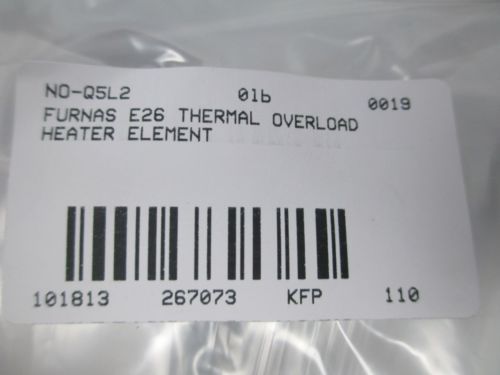 NO-Q5L2 01b 0019
FURNAS E26 THERMAL OVERLOAD
HEATER ELEMENT
101813 267073 KFP 110